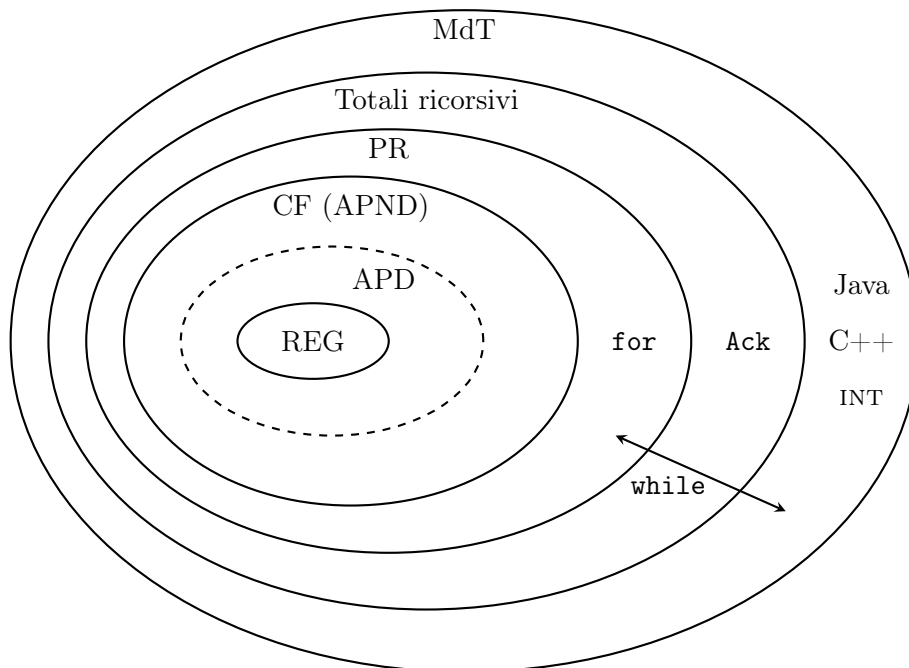 MdT
Totali ricorsivi
PR
CF (APND)
APD
REG
for
Ack
Java
C++
INT
while